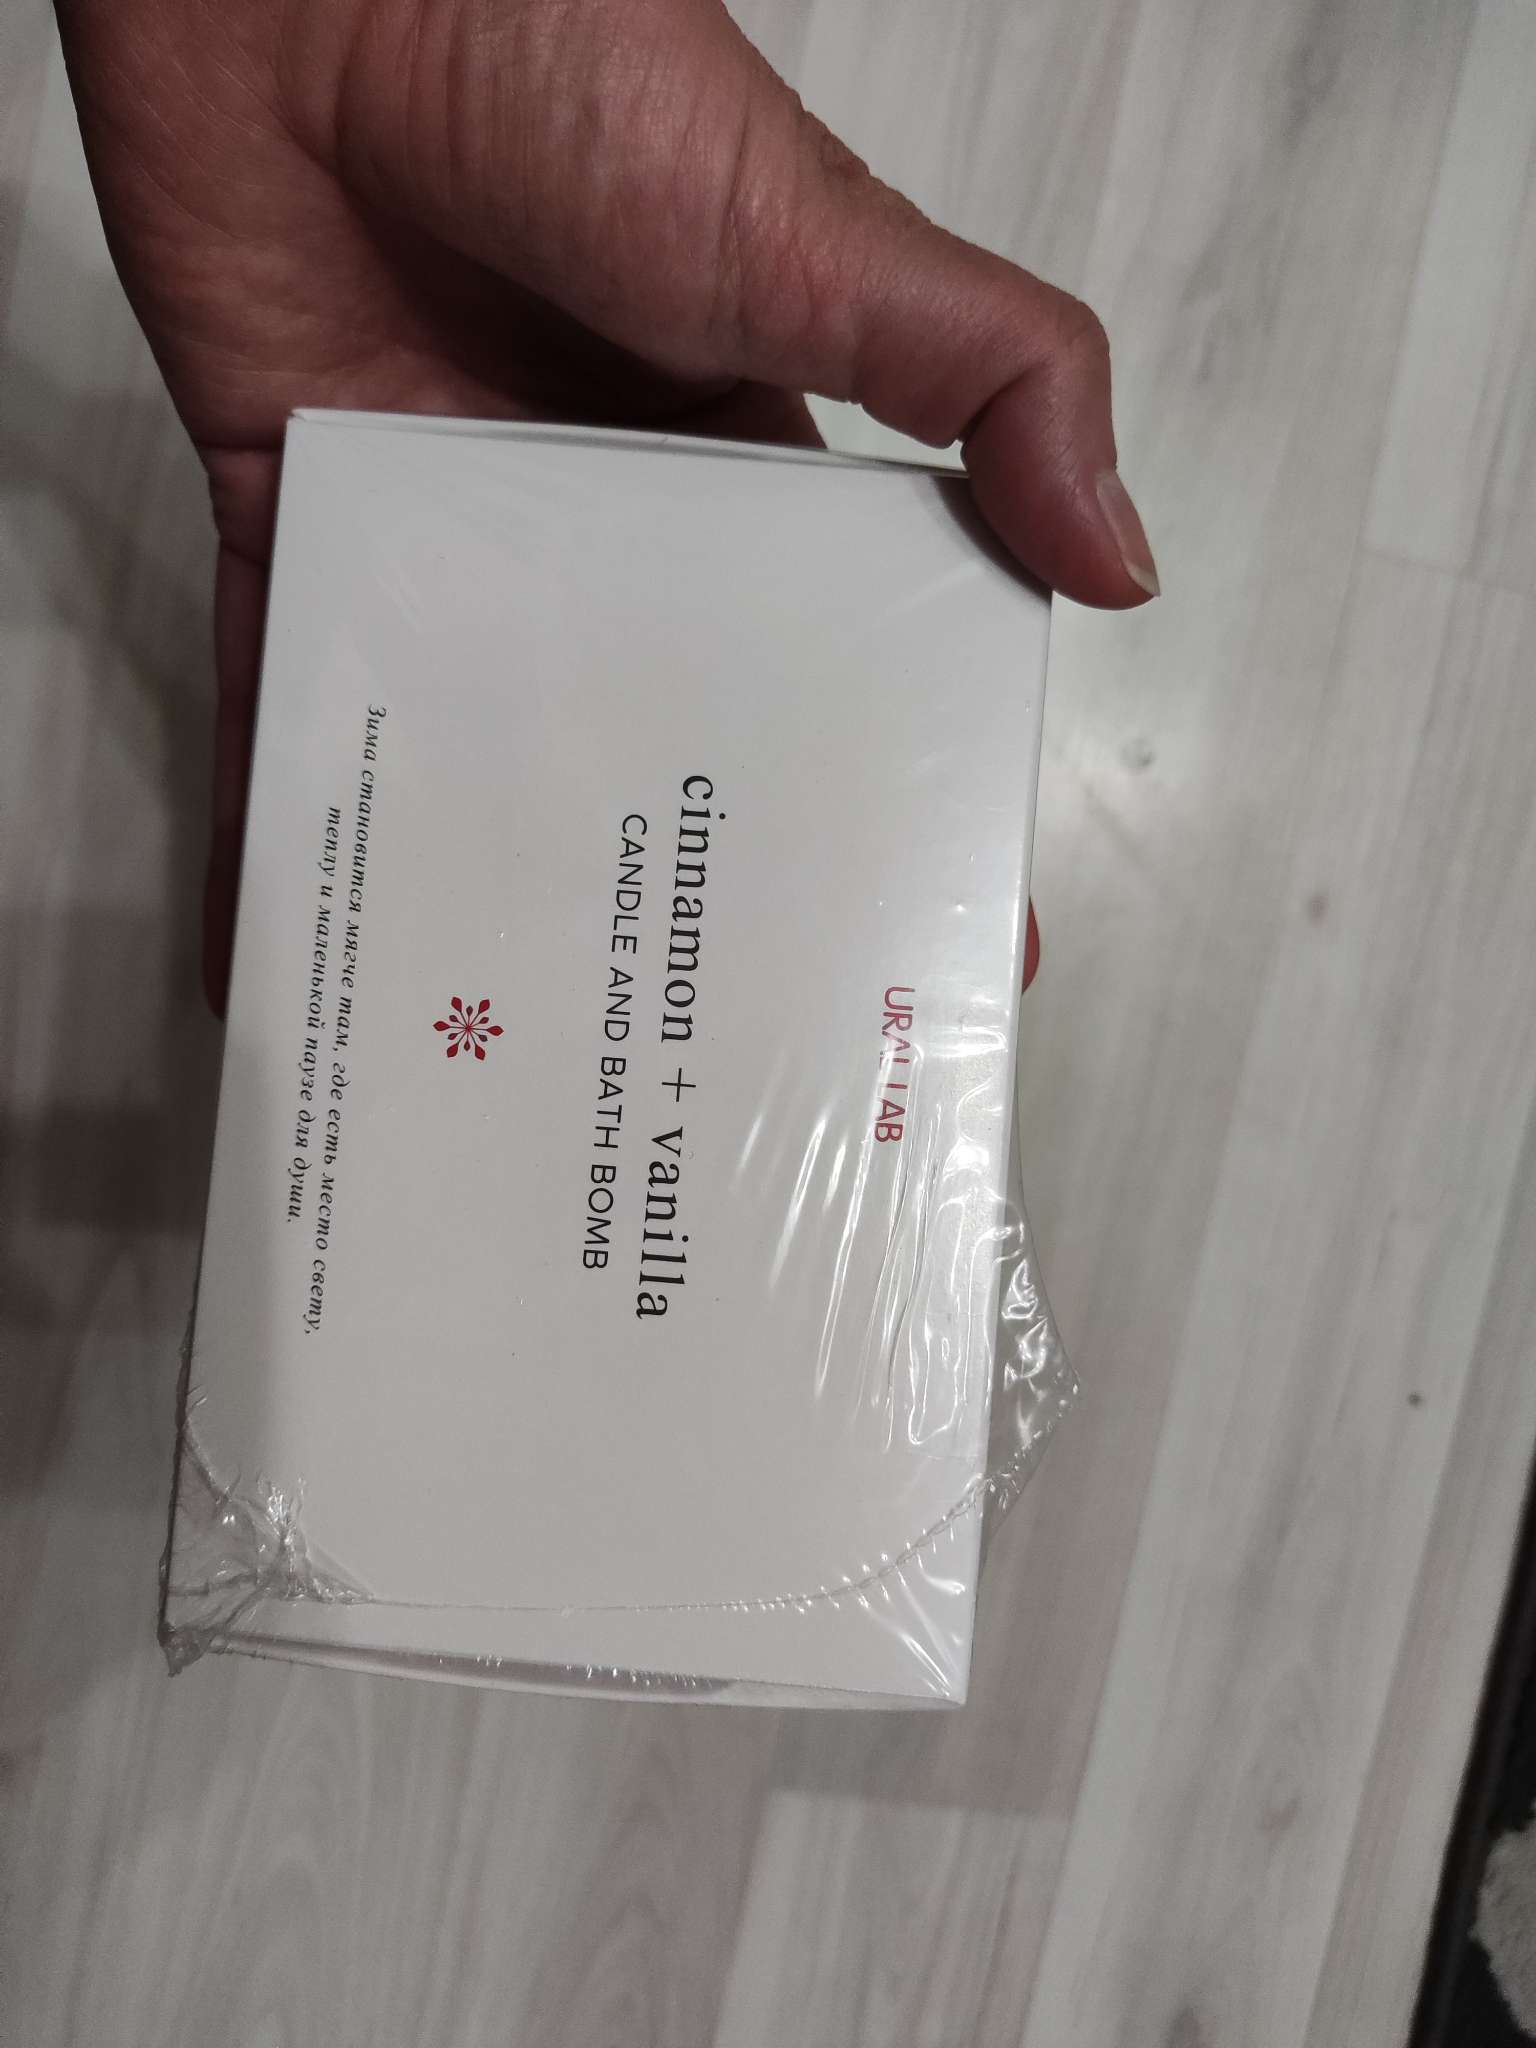 URAL LAB
cinnamon + vanilla
CANDLE AND BATH BOMB
Зима становится мягче там, где есть место свету,
теплу и маленькой паузе для души.